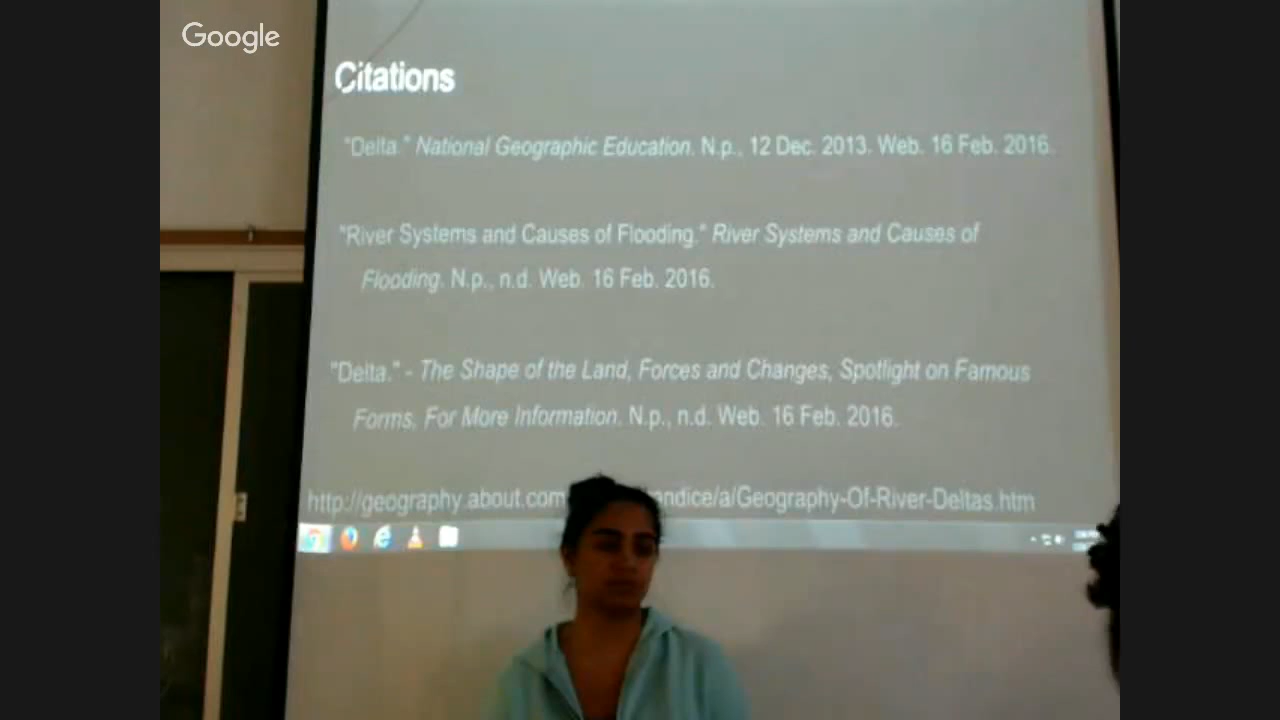 Google
Citations
"Delta." National Geographic Education. N.p., 12 Dec. 2013. Web. 16 Feb. 2016.
"River Systems and Causes of Flooding." River Systems and Causes of
Flooding. N.p., n.d. Web. 16 Feb. 2016.
"Delta." - The Shape of the Land, Forces and Changes, Spotlight on Famous
Forms, For More Information. N.p., n.d. Web. 16 Feb. 2016.
http://geography.about.com ndice/a/Geography-Of-River-Deltas.htm